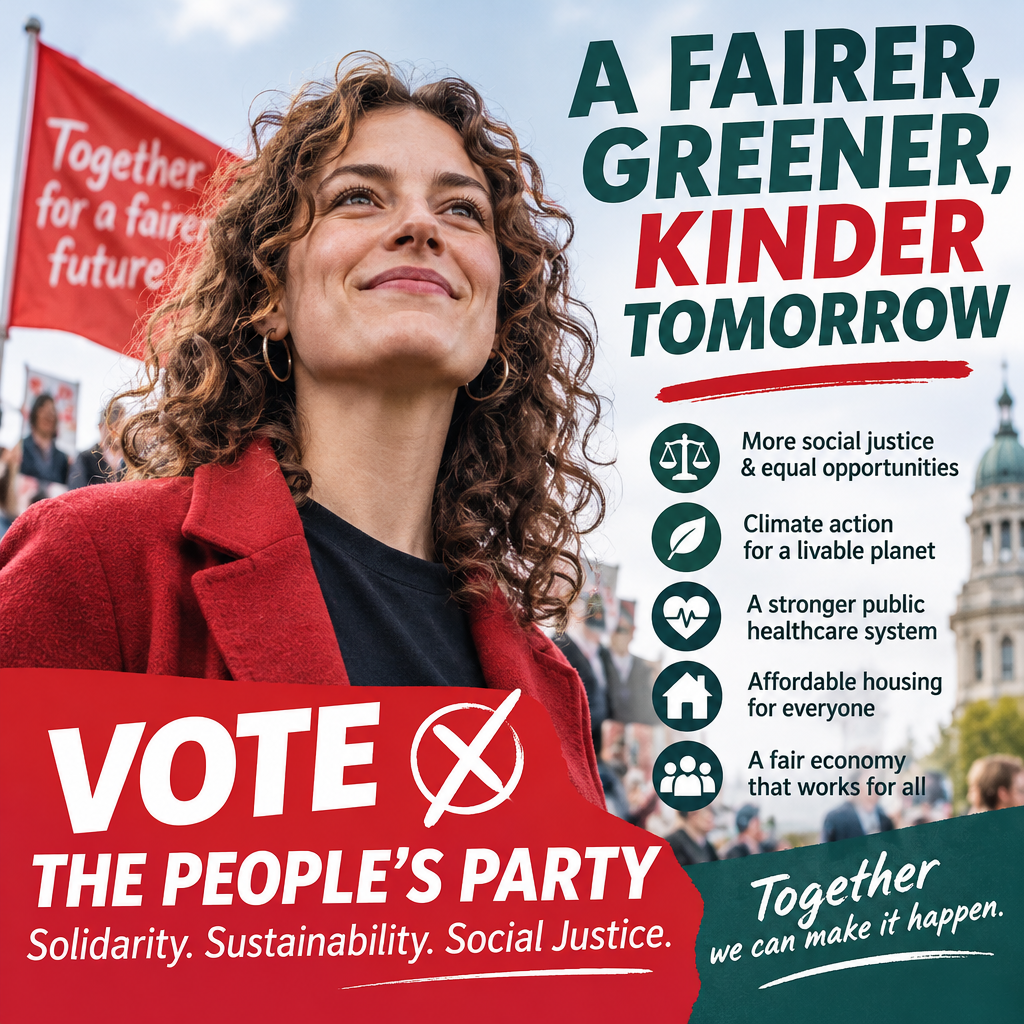 Together
for a fairer
future
A FAIRER,
GREENER,
KINDER
TOMORROW
More social justice
& equal opportunities
Climate action
for a livable planet
A stronger public
healthcare system
Affordable housing
for everyone
A fair economy
that works for all
VOTE
THE PEOPLE'S PARTY
Solidarity. Sustainability. Social Justice.
Together
we can make it happen.